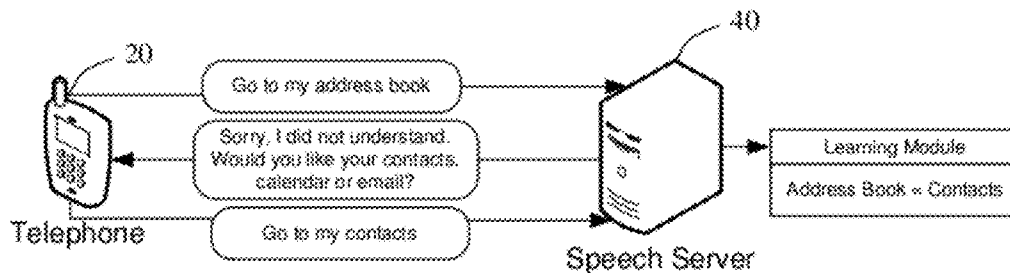 20
40
Go to my address book
Sorry, I did not understand.
Would you like your contacts,
calendar or email?
Go to my contacts
Telephone
Speech Server
Learning Module
Address Book = Contacts